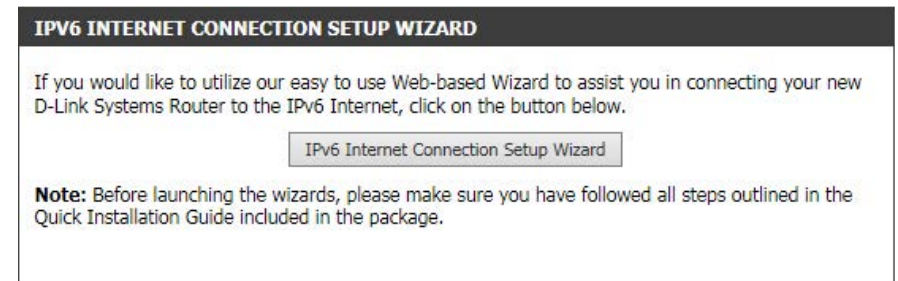 IPV6 INTERNET CONNECTION SETUP WIZARD
If you would like to utilize our easy to use Web-based Wizard to assist you in connecting your new
D-Link Systems Router to the IPv6 Internet, click on the button below.
IPv6 Internet Connection Setup Wizard
Note: Before launching the wizards, please make sure you have followed all steps outlined in the
Quick Installation Guide included in the package.